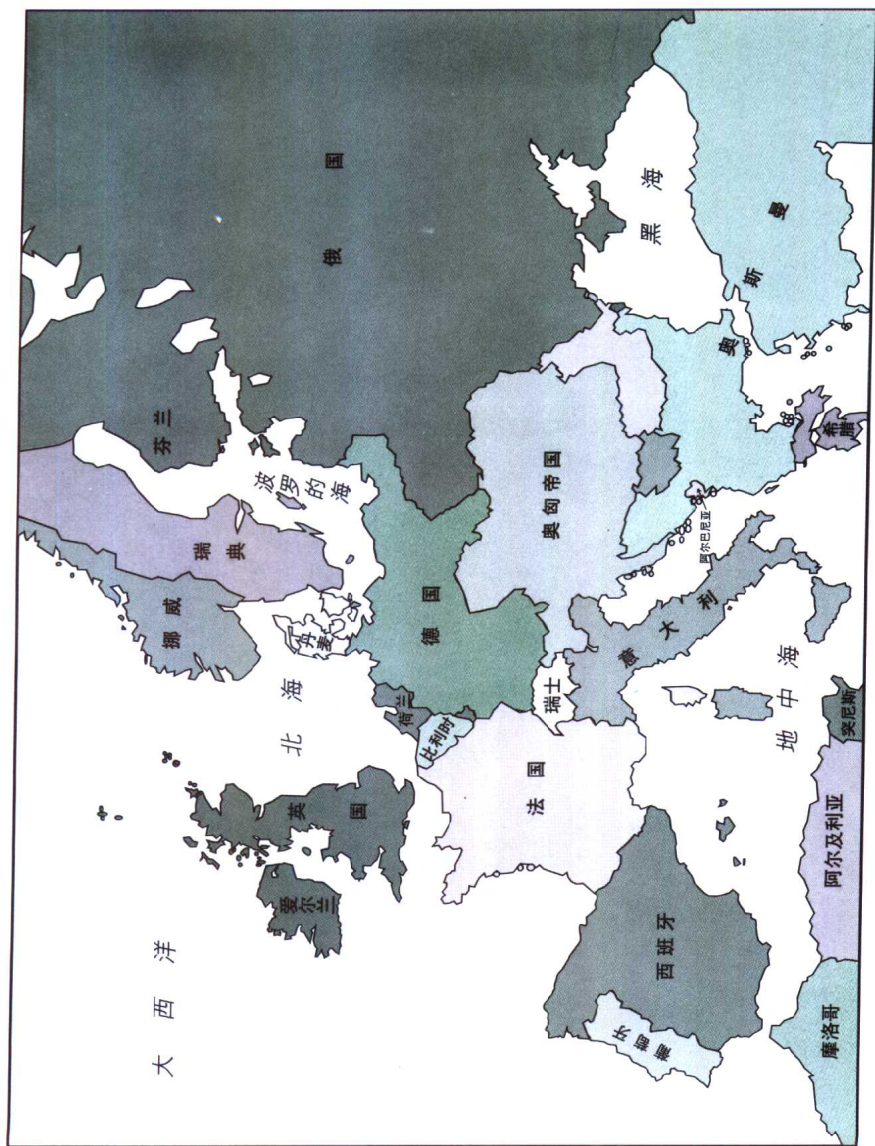 大西洋
挪威
瑞典
芬兰
俄国
北海
波罗的海
丹麦
爱尔兰
英国
荷兰
比利时
德国
法国
瑞士
奥匈帝国
黑海
西班牙
葡萄牙
意大利
阿尔巴尼亚
奥斯曼
希腊
地中海
摩洛哥
阿尔及利亚
突尼斯